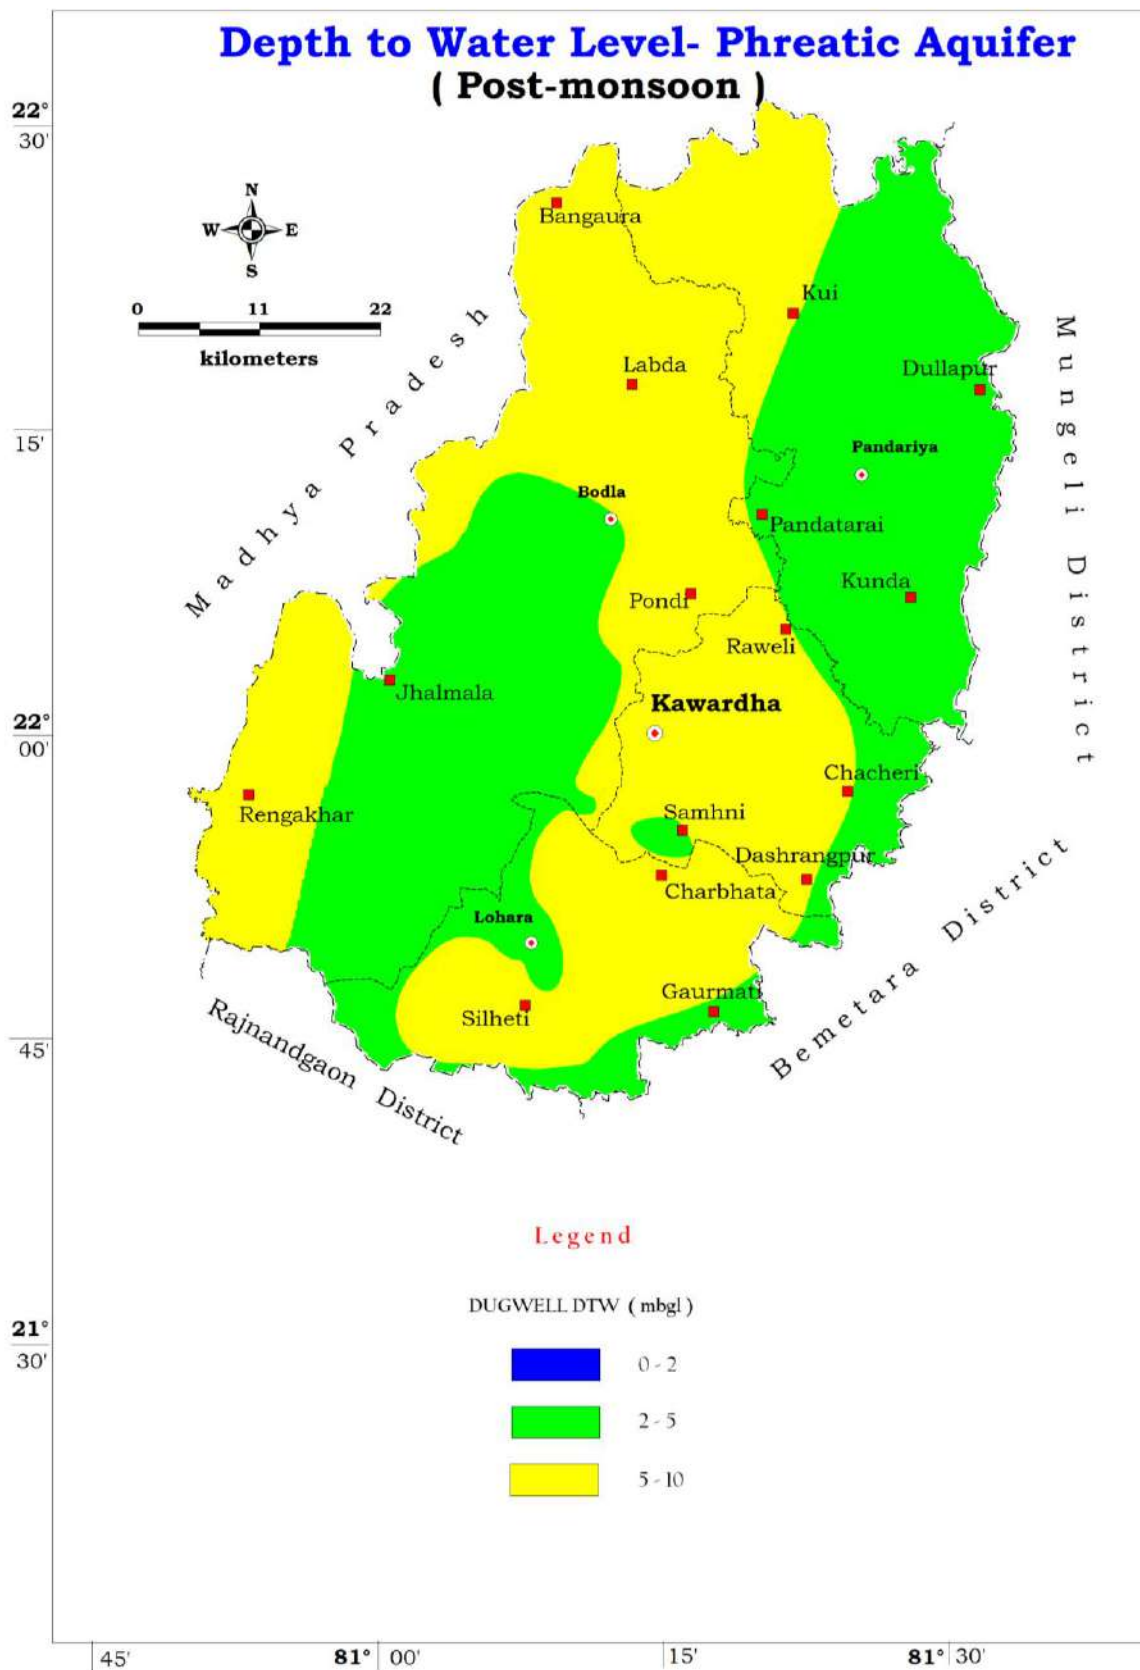 Depth to Water Level- Phreatic Aquifer
( Post-monsoon )
22°
30'
N
W E
S
Bangaura
0 11 22
kilometers
Kui
Labda
Dullapur
Madhya Pradesh
Mungeli District
15'
Pandariya
Bodla
Pandatarai
Kunda
Pondi
Raweli
Jhalmala
Kawardha
22°
00'
Chacheri
Rengakhar
Samhni
Dashrangpur
Charbhata
Lohara
Bemetara District
Gaurmati
Silheti
Rajnandgaon District
45'
Legend
DUGWELL DTW ( mbgl )
21°
30'
0 - 2
2 - 5
5 - 10
45' 81° 00' 15' 81° 30'